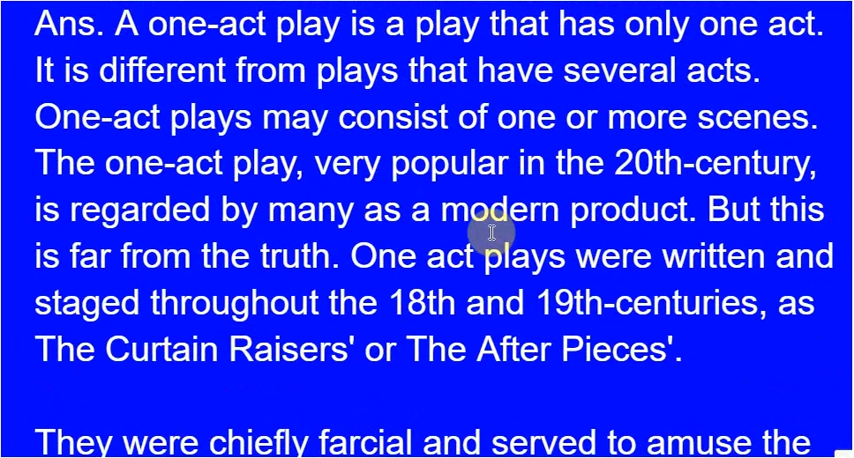 Ans. A one-act play is a play that has only one act.
It is different from plays that have several acts.
One-act plays may consist of one or more scenes.
The one-act play, very popular in the 20th-century,
is regarded by many as a modern product. But this
is far from the truth. One act plays were written and
staged throughout the 18th and 19th-centuries, as
The Curtain Raisers' or The After Pieces'.
They were chiefly farcial and served to amuse the